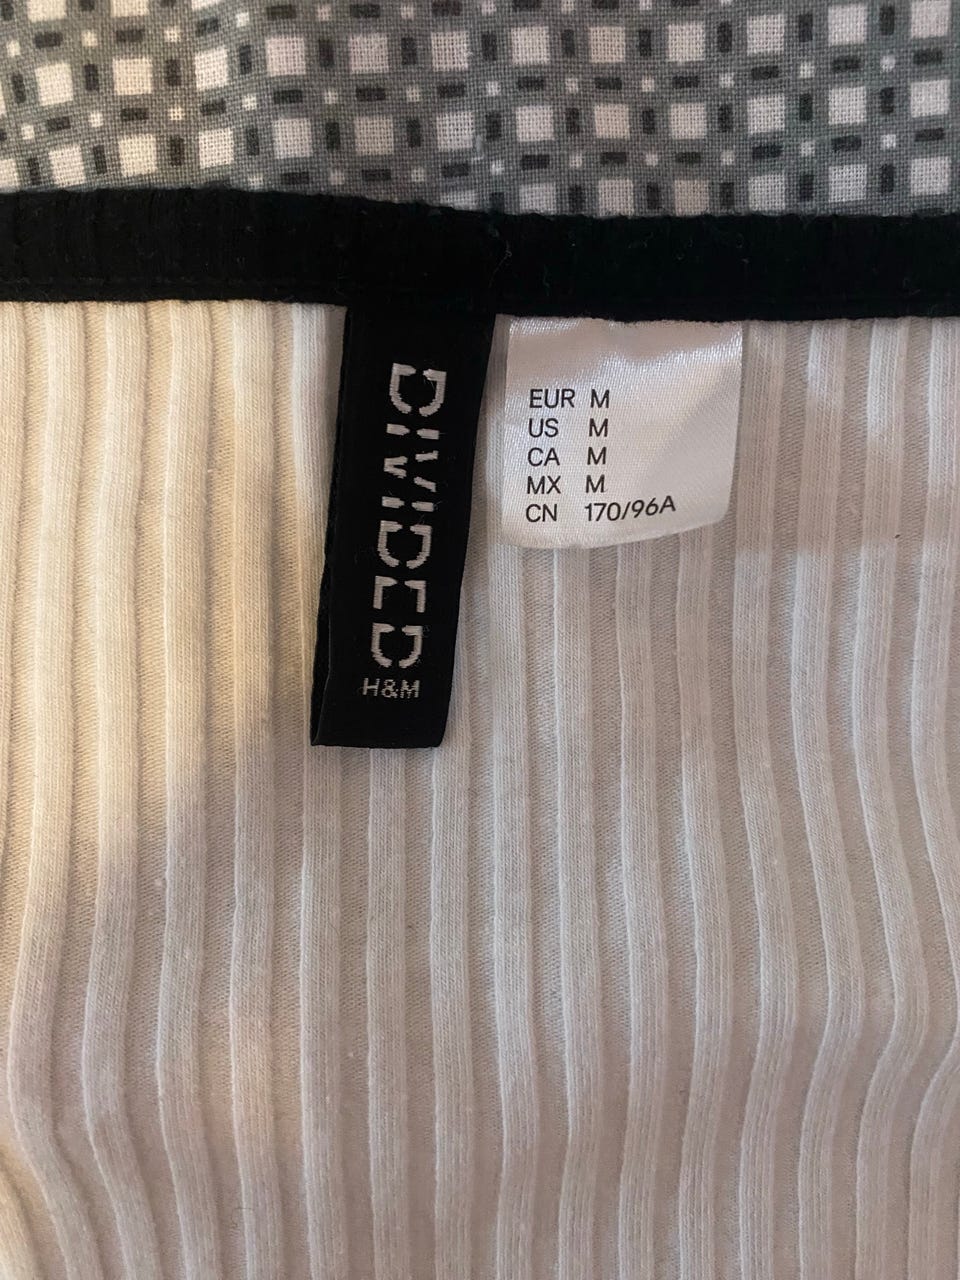 DIVIDED
H&M
EUR M
US M
CA M
MX M
CN 170/96A